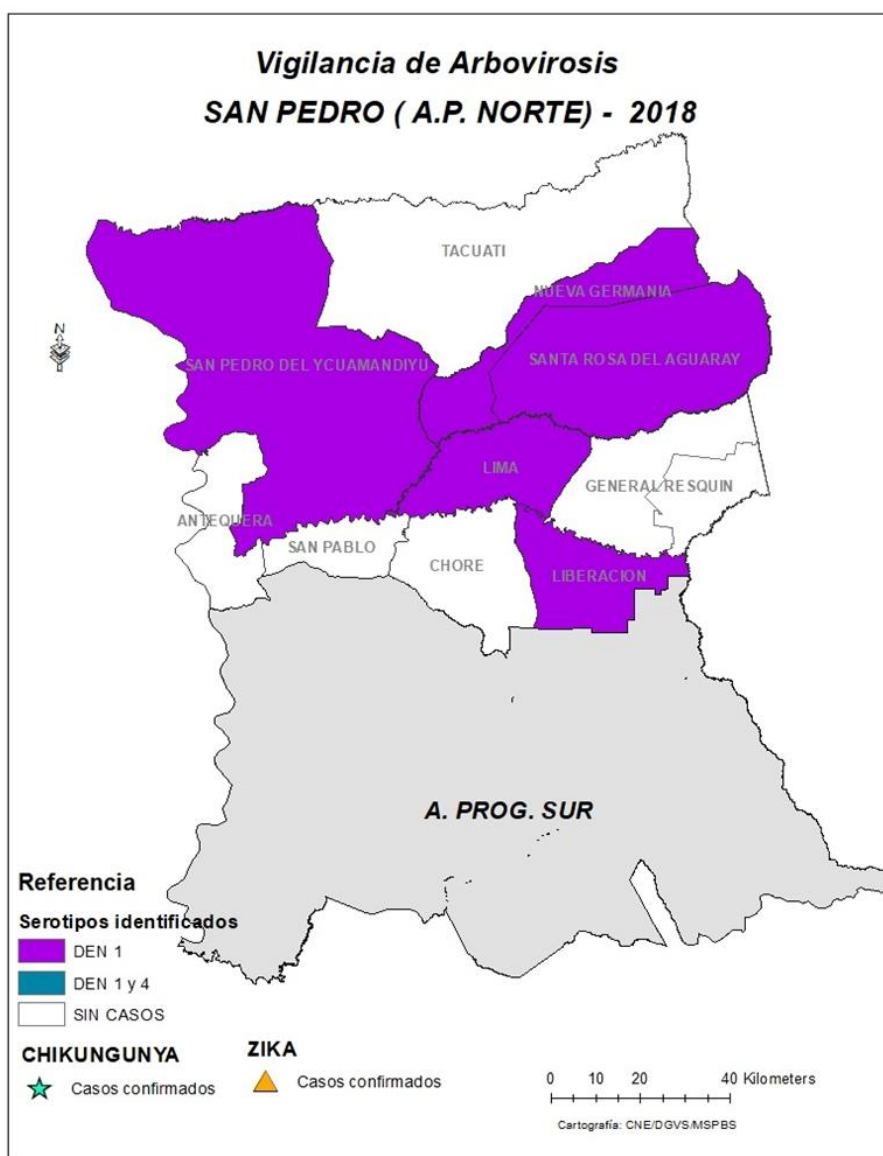 Vigilancia de Arbovirosis
SAN PEDRO ( A.P. NORTE) - 2018
TACUATI
NUEVA GERMANIA
SAN PEDRO DEL YCUAMANDIYU
SANTA ROSA DEL AGUARAY
N
LIMA
GENERAL RESQUIN
ANTEQUERA
SAN PABLO
CHORE
LIBERACION
A. PROG. SUR
Referencia
Serotipos identificados
DEN 1
DEN 1 y 4
SIN CASOS
CHIKUNGUNYA
Casos confirmados
ZIKA
Casos confirmados
0 10 20 40 Kilometers
Cartografía: CNE/DGVS/MSPBS